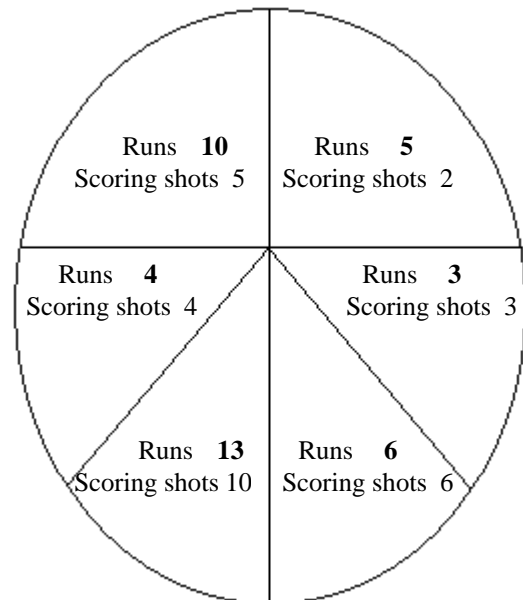 Runs 10
Scoring shots 5
Runs 5
Scoring shots 2
Runs 4
Scoring shots 4
Runs 3
Scoring shots 3
Runs 13
Scoring shots 10
Runs 6
Scoring shots 6